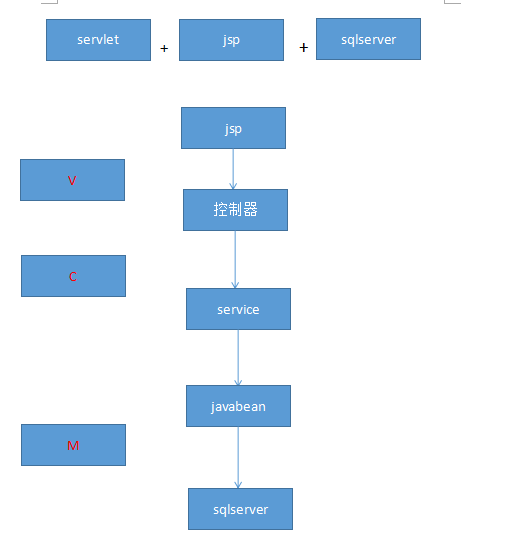 servlet + jsp + sqlserver
jsp
V
控制器
C
service
javabean
M
sqlserver